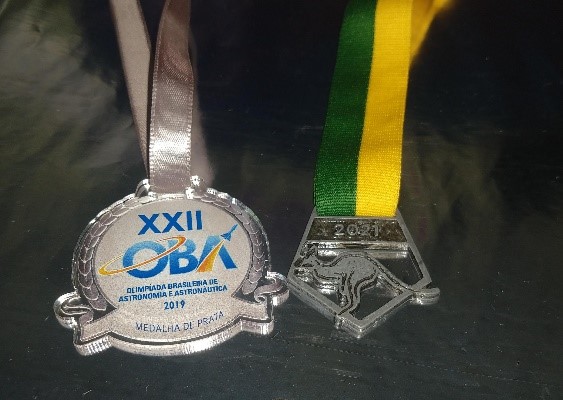 XXII
OBA
OLIMPÍADA BRASILEIRA DE
ASTRONOMIA E ASTRONÁUTICA
2019
MEDALHA DE PRATA
2021